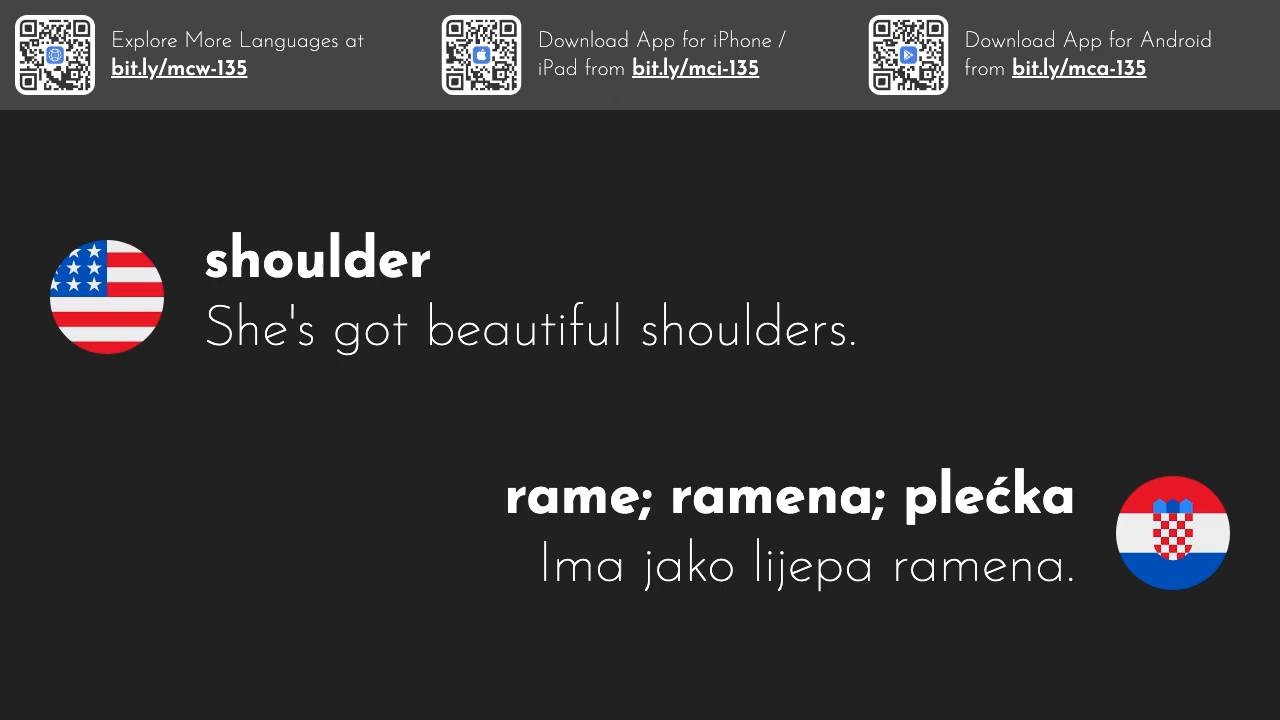 Explore More Languages at
bit.ly/mcw-135
Download App for iPhone /
iPad from bit.ly/mci-135
Download App for Android
from bit.ly/mca-135
shoulder
She's got beautiful shoulders.
rame; ramena; plećka
Ima jako lijepa ramena.